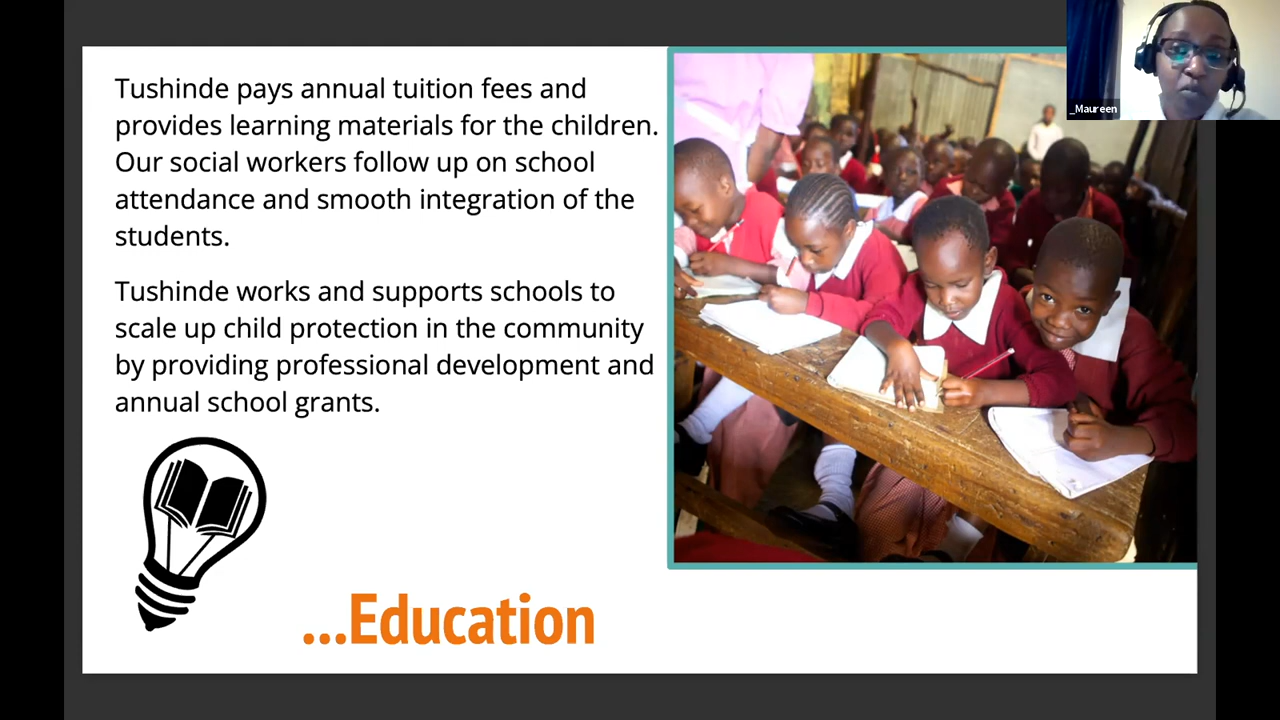 Tushinde pays annual tuition fees and
provides learning materials for the children.
Our social workers follow up on school
attendance and smooth integration of the
students.
Tushinde works and supports schools to
scale up child protection in the community
by providing professional development and
annual school grants.
...Education
_Maureen